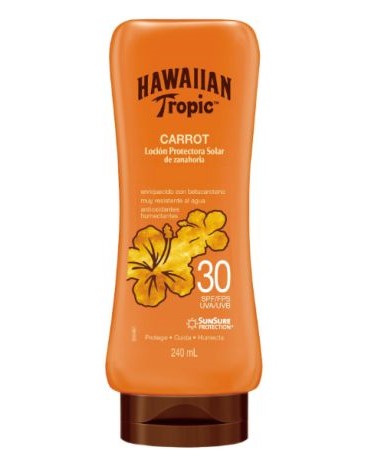 HAWAIIAN
Tropic™
CARROT
Loción Protectora Solar
de zanahoria
enriquecido con betacaroteno
muy resistente al agua
antioxidantes
humectantes
30
SPF/FPS
UVA/UVB
SUNSURE
PROTECTION®
Protege • Cuida • Humecta
240 mL